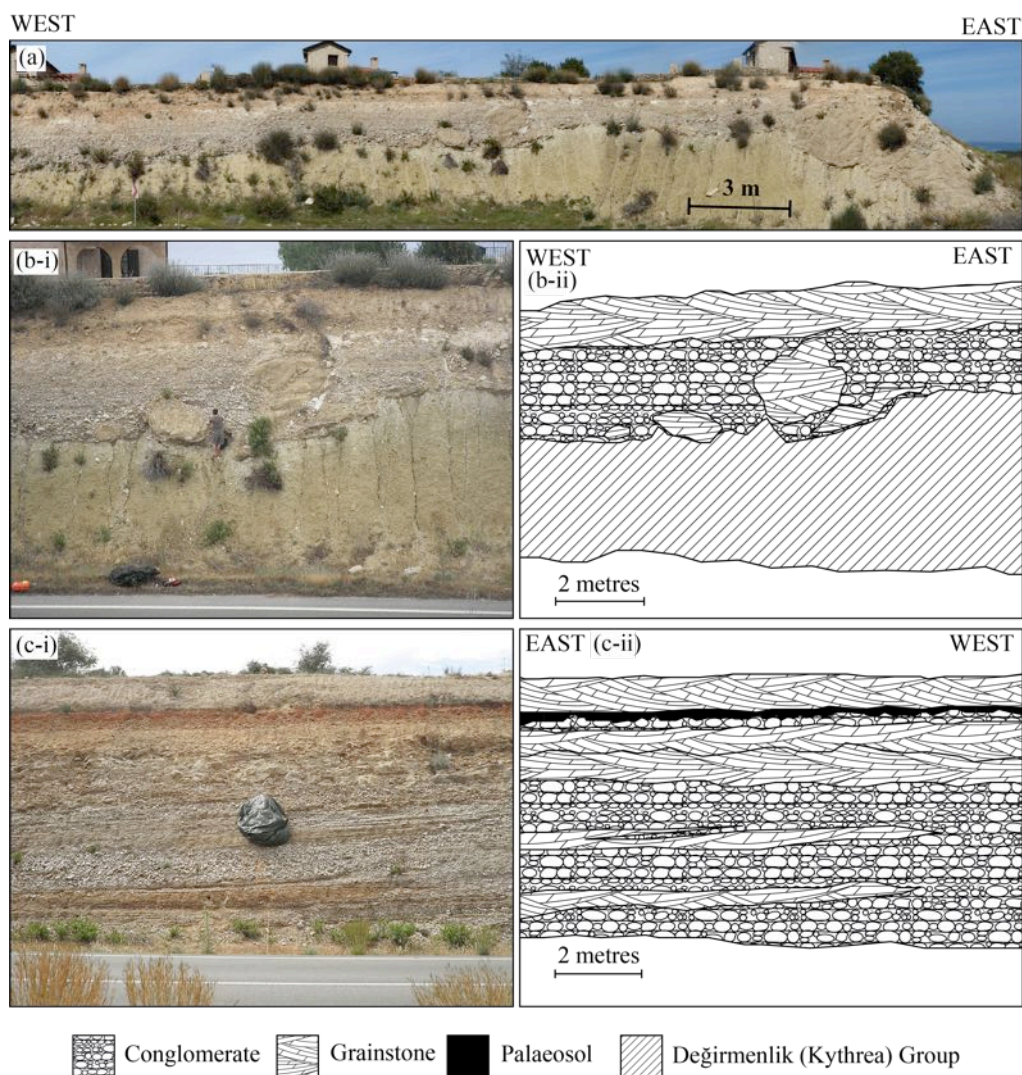 WEST EAST
(a)
3 m
(b-i)
WEST EAST
(b-ii)
2 metres
(c-i)
EAST (c-ii) WEST
2 metres
Conglomerate Grainstone Palaeosol Değirmenlik (Kythrea) Group